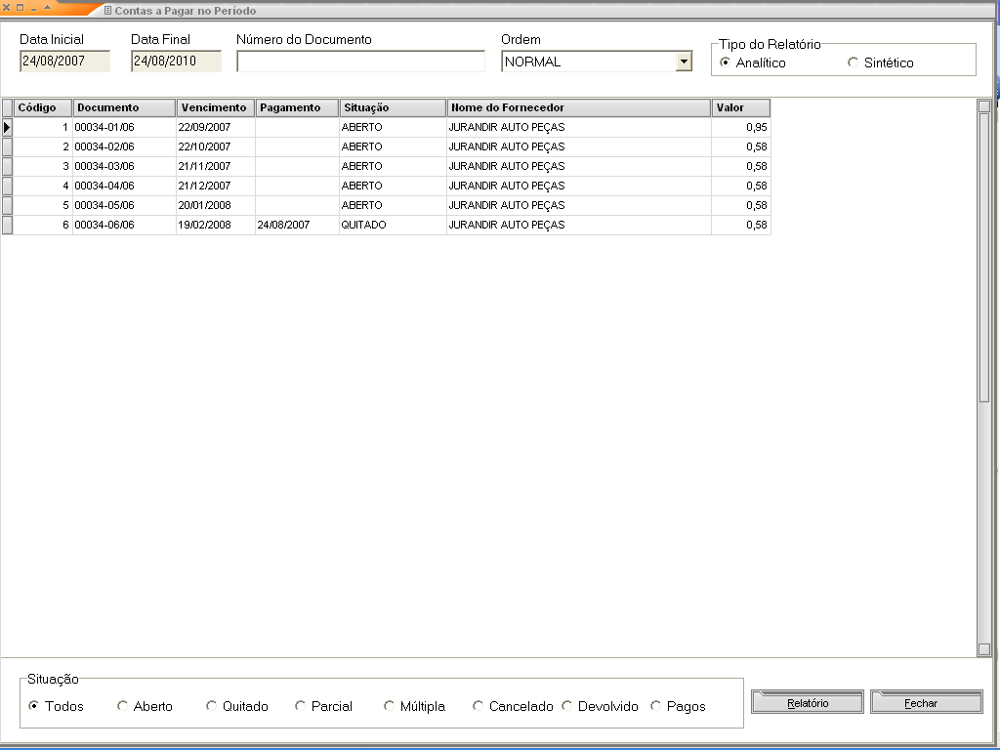 Contas a Pagar no Período
Data Inicial Data Final Número do Documento Ordem Tipo do Relatório
24/08/2007 24/08/2010 NORMAL Analítico Sintético
Código Documento Vencimento Pagamento Situação Nome do Fornecedor Valor
1 00034-01/06 22/09/2007 ABERTO JURANDIR AUTO PEÇAS 0,95
2 00034-02/06 22/10/2007 ABERTO JURANDIR AUTO PEÇAS 0,58
3 00034-03/06 21/11/2007 ABERTO JURANDIR AUTO PEÇAS 0,58
4 00034-04/06 21/12/2007 ABERTO JURANDIR AUTO PEÇAS 0,58
5 00034-05/06 20/01/2008 ABERTO JURANDIR AUTO PEÇAS 0,58
6 00034-06/06 19/02/2008 24/08/2007 QUITADO JURANDIR AUTO PEÇAS 0,58
Situação
Todos Aberto Quitado Parcial Múltipla Cancelado Devolvido Pagos Relatório Fechar